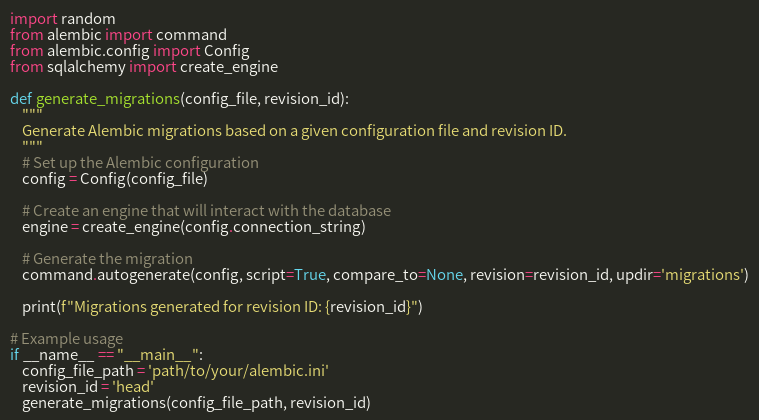 import random
from alembic import command
from alembic.config import Config
from sqlalchemy import create_engine

def generate_migrations(config_file, revision_id):
    """
    Generate Alembic migrations based on a given configuration file and revision ID.
    """
    # Set up the Alembic configuration
    config = Config(config_file)

    # Create an engine that will interact with the database
    engine = create_engine(config.connection_string)

    # Generate the migration
    command.autogenerate(config, script=True, compare_to=None, revision=revision_id, updir='migrations')

    print(f"Migrations generated for revision ID: {revision_id}")

# Example usage
if __name__ == "__main__":
    config_file_path = 'path/to/your/alembic.ini'
    revision_id = 'head'
    generate_migrations(config_file_path, revision_id)